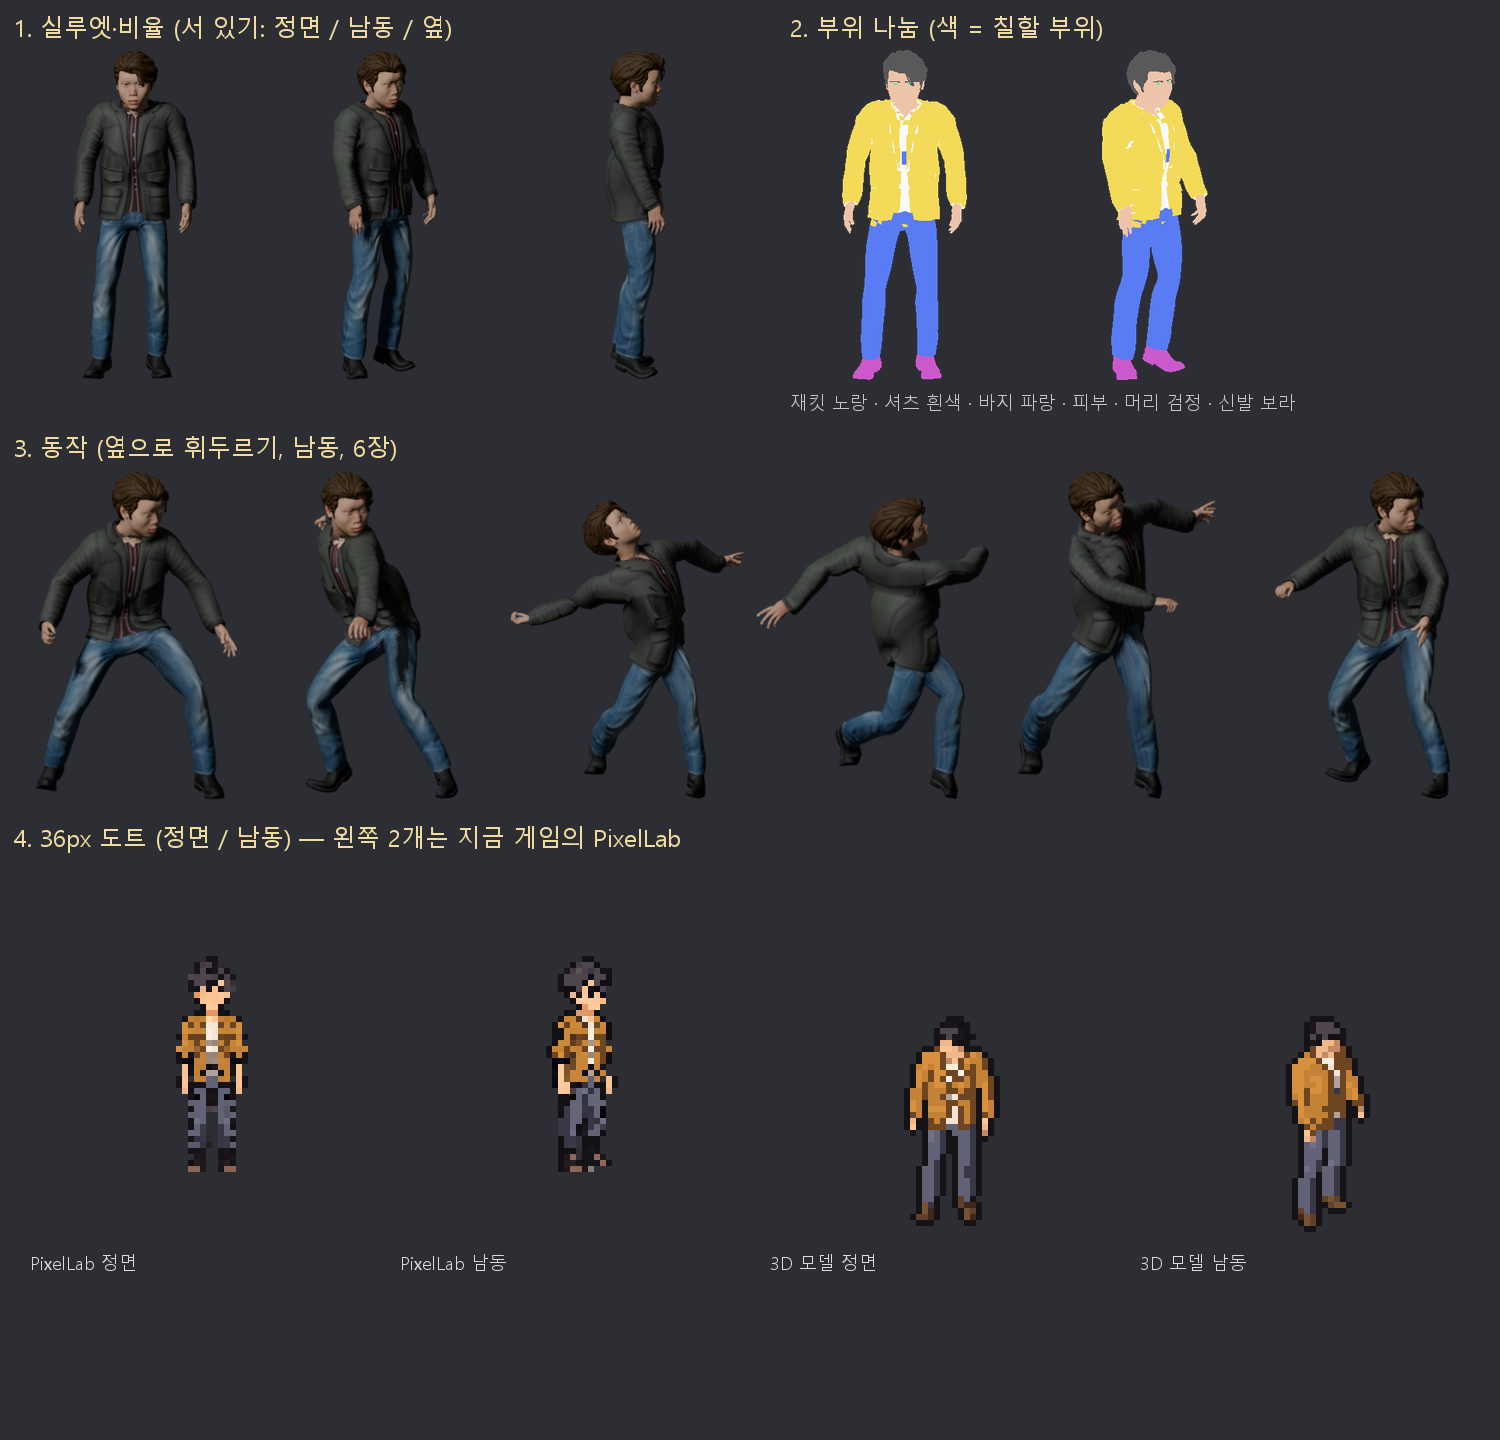 1. 실루엣·비율 (서 있기: 정면 / 남동 / 옆)
2. 부위 나눔 (색 = 칠할 부위)
재킷 노랑 · 셔츠 흰색 · 바지 파랑 · 피부 · 머리 검정 · 신발 보라
3. 동작 (옆으로 휘두르기, 남동, 6장)
4. 36px 도트 (정면 / 남동) — 왼쪽 2개는 지금 게임의 PixelLab
PixelLab 정면
PixelLab 남동
3D 모델 정면
3D 모델 남동